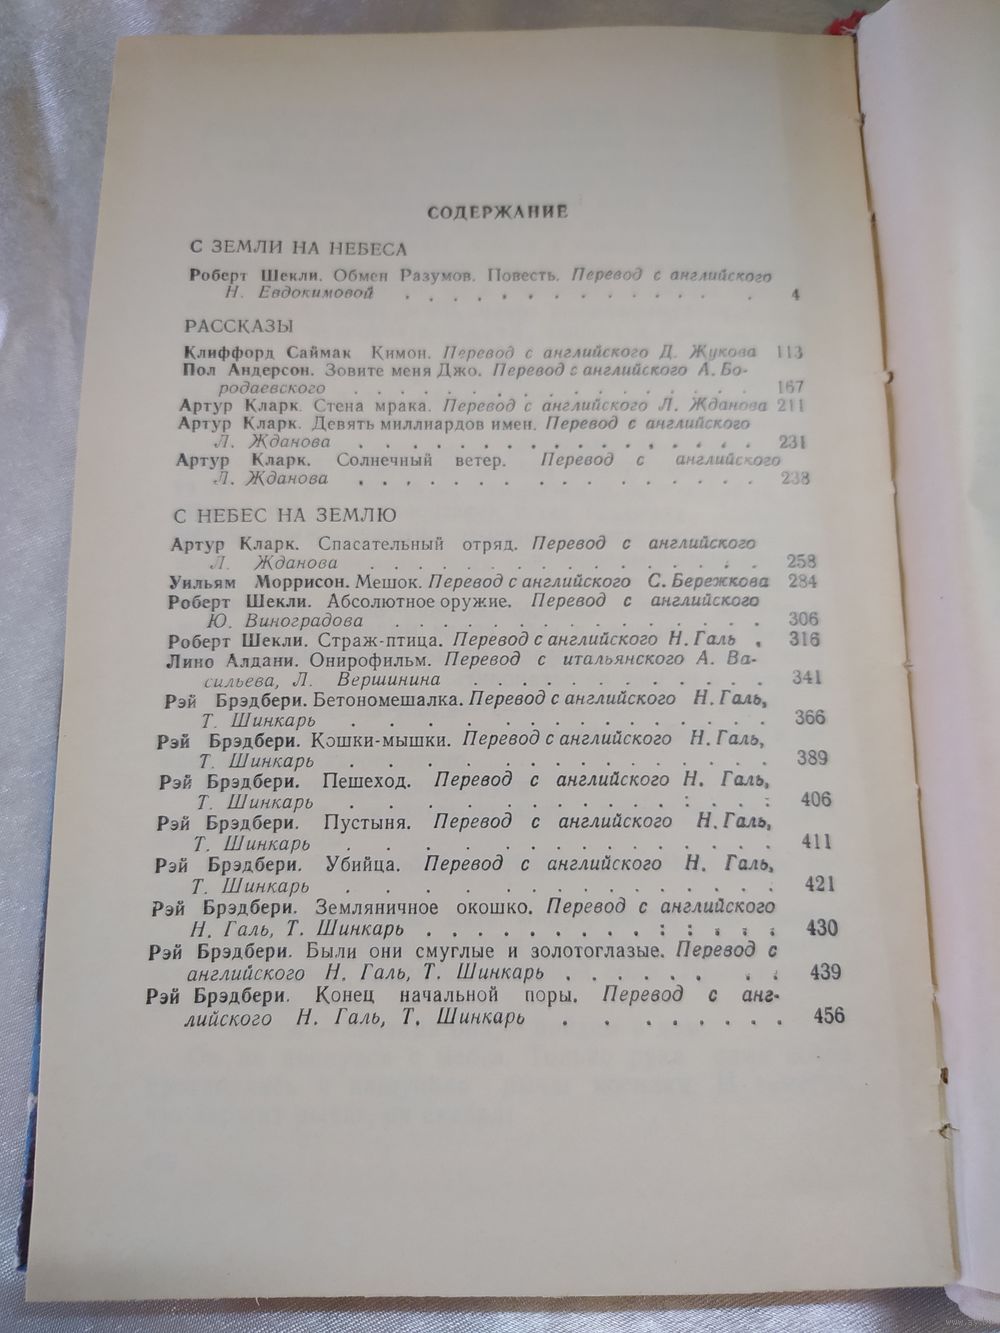 СОДЕРЖАНИЕ
С ЗЕМЛИ НА НЕБЕСА
Роберт Шекли. Обмен Разумов. Повесть. Перевод с английского
Н. Евдокимовой . . . . . . . . . . . . . 4
РАССКАЗЫ
Клиффорд Саймак Кимон. Перевод с английского Д. Жукова 113
Пол Андерсон. Зовите меня Джо. Перевод с английского А. Бо-
родаевского . . . . . . . . . . . . . . . 167
Артур Кларк. Стена мрака. Перевод с английского Л. Жданова 211
Артур Кларк. Девять миллиардов имен. Перевод с английского
Л. Жданова . . . . . . . . . . . . . . . 231
Артур Кларк. Солнечный ветер. Перевод с английского
Л. Жданова . . . . . . . . . . . . . . . 238
С НЕБЕС НА ЗЕМЛЮ
Артур Кларк. Спасательный отряд. Перевод с английского
Л. Жданова . . . . . . . . . . . . . . . 258
Уильям Моррисон. Мешок. Перевод с английского С. Бережкова 284
Роберт Шекли. Абсолютное оружие. Перевод с английского
Ю. Виноградова . . . . . . . . . . . . . . 306
Роберт Шекли. Страж-птица. Перевод с английского Н. Галь . 316
Лино Алдани. Онирофильм. Перевод с итальянского А. Ва-
сильева, Л. Вершинина . . . . . . . . . . . 341
Рэй Брэдбери. Бетономешалка. Перевод с английского Н. Галь,
Т. Шинкарь . . . . . . . . . . . . . . . . 366
Рэй Брэдбери. Кошки-мышки. Перевод с английского Н. Галь,
Т. Шинкарь . . . . . . . . . . . . . . . . 389
Рэй Брэдбери. Пешеход. Перевод с английского Н. Галь,
Т. Шинкарь . . . . . . . . . . . . . . . . 406
Рэй Брэдбери. Пустыня. Перевод с английского Н. Галь,
Т. Шинкарь . . . . . . . . . . . . . . . . 411
Рэй Брэдбери. Убийца. Перевод с английского Н. Галь,
Т. Шинкарь . . . . . . . . . . . . . . . . 421
Рэй Брэдбери. Земляничное окошко. Перевод с английского
Н. Галь, Т. Шинкарь . . . . . . . . . . . . . 430
Рэй Брэдбери. Были они смуглые и золотоглазые. Перевод с
английского Н. Галь, Т. Шинкарь . . . . . . . . 439
Рэй Брэдбери. Конец начальной поры. Перевод с анг-
лийского Н. Галь, Т. Шинкарь . . . . . . . . . 456